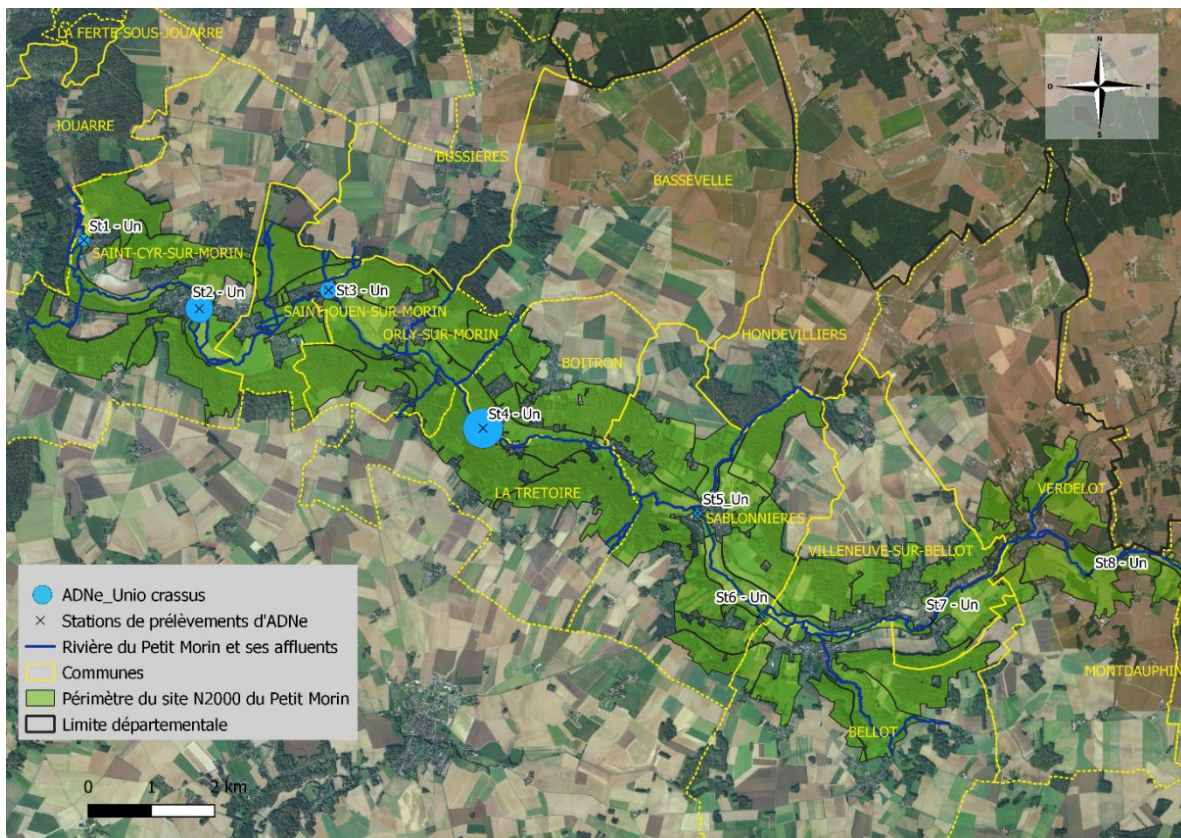 LA FERTE-SOUS-JOUARRE
N
O
E
S
JOUARRE
BUSSIÈRES
BASSEVELLE
St1 - Un
SAINT-CYR-SUR-MORIN
St2 - Un
St3 - Un
SAINT-OUEN-SUR-MORIN
ORLY-SUR-MORIN
HONDEVILLIERS
BOITRON
St4 - Un
LA TRETOIRE
VERDELOT
St5_Un
SABLONNIERES
VILLENEUVE-SUR-BELLOT
St8 - Un
St6 - Un
St7 - Un
MONTDAUPHIN
BELLOT
ADNe_Unio crassus
Stations de prélèvements d'ADNe
Rivière du Petit Morin et ses affluents
Communes
Périmètre du site N2000 du Petit Morin
Limite départementale
0 1 2 km